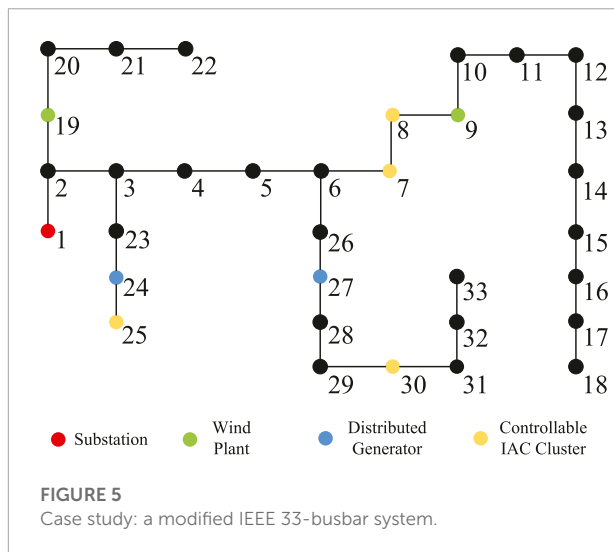 20 21 22
10 11 12
19
8 9
13
2 3 4 5 6 7
14
1
23
26
15
24
27
33
16
25
28
32
17
29 30 31
18
Substation
Wind
Plant
Distributed
Generator
Controllable
IAC Cluster
FIGURE 5
Case study: a modified IEEE 33-busbar system.